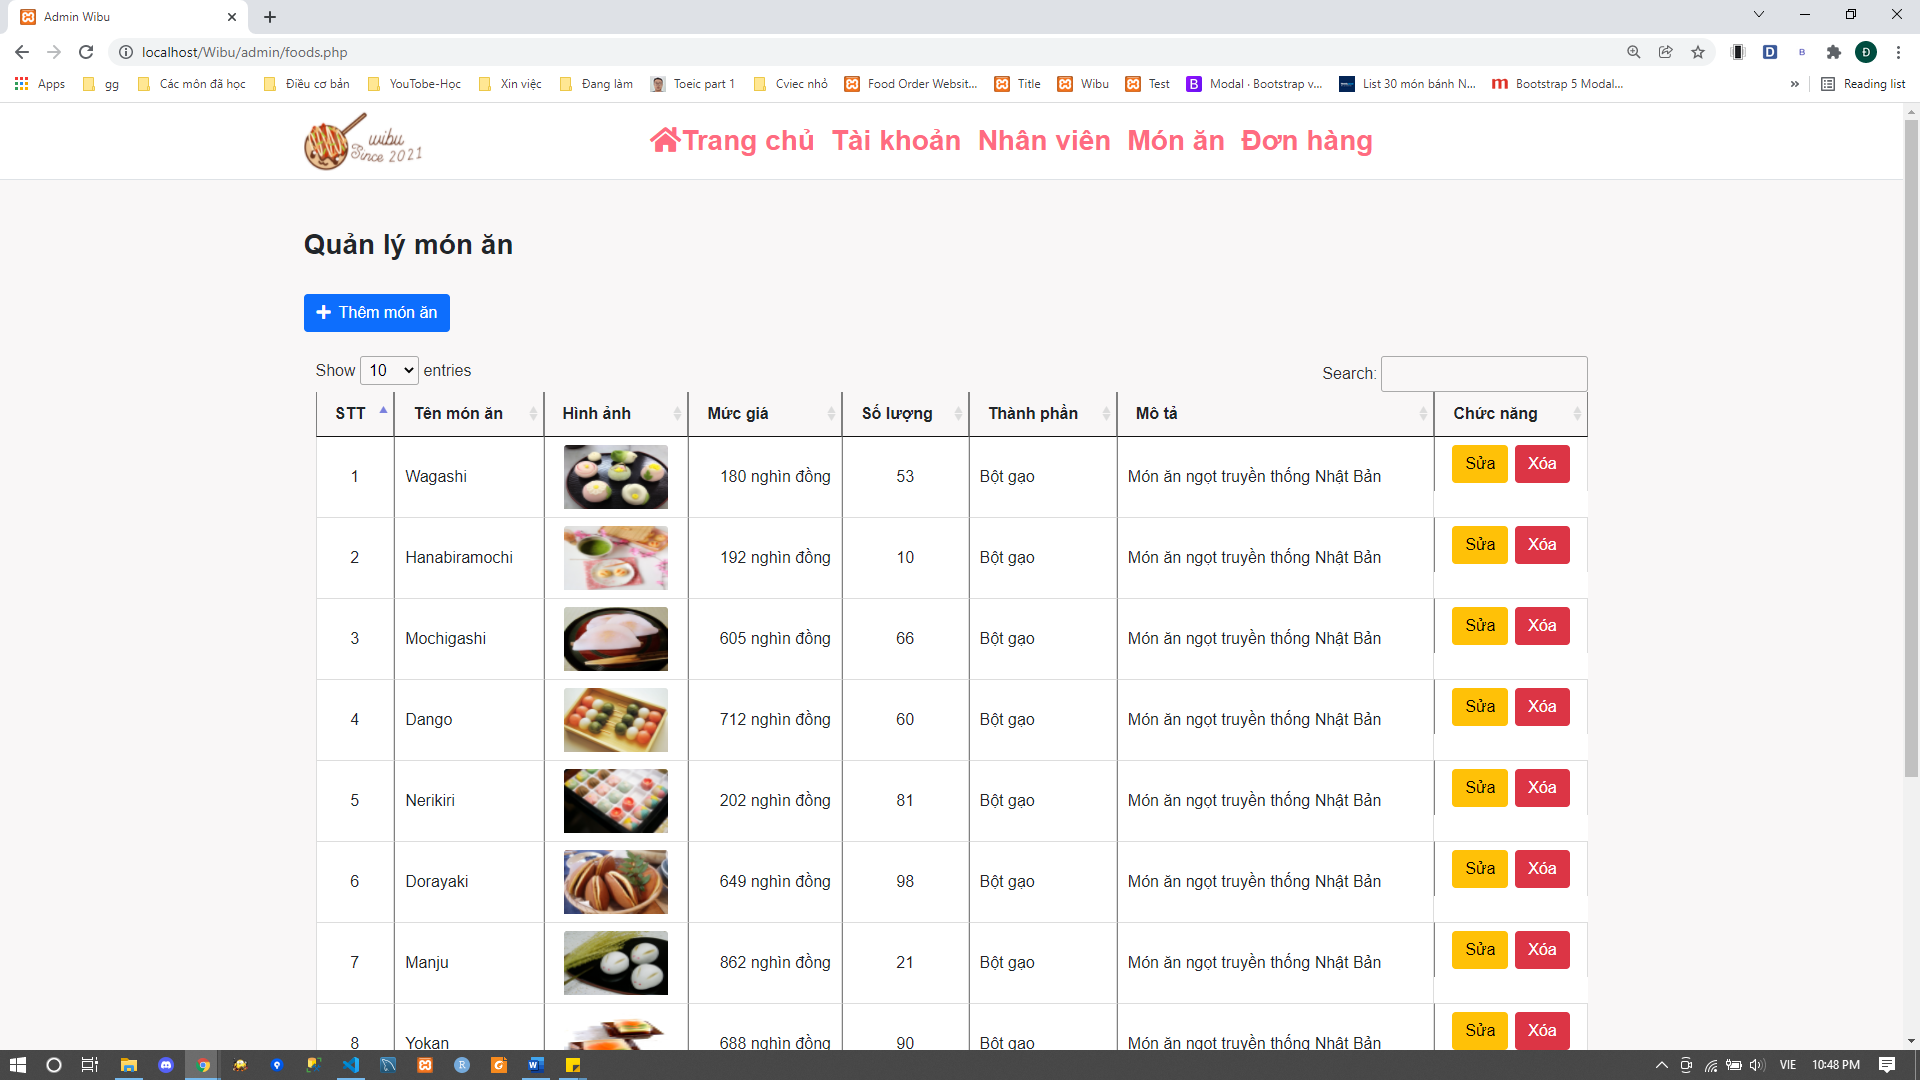 Admin Wibu
localhost/Wibu/admin/foods.php
Apps gg Các môn đã học Điều cơ bản YouTobe-Học Xin việc Đang làm Toeic part 1 Cviec nhỏ Food Order Websit... Title Wibu Test Modal · Bootstrap v... List 30 món bánh N... Bootstrap 5 Modal... » Reading list
wibu
Since 2021
Trang chủ Tài khoản Nhân viên Món ăn Đơn hàng
Quản lý món ăn
Thêm món ăn
Show 10 entries Search:
STT Tên món ăn Hình ảnh Mức giá Số lượng Thành phần Mô tả Chức năng
1 Wagashi 180 nghìn đồng 53 Bột gạo Món ăn ngọt truyền thống Nhật Bản Sửa Xóa
2 Hanabiramochi 192 nghìn đồng 10 Bột gạo Món ăn ngọt truyền thống Nhật Bản Sửa Xóa
3 Mochigashi 605 nghìn đồng 66 Bột gạo Món ăn ngọt truyền thống Nhật Bản Sửa Xóa
4 Dango 712 nghìn đồng 60 Bột gạo Món ăn ngọt truyền thống Nhật Bản Sửa Xóa
5 Nerikiri 202 nghìn đồng 81 Bột gạo Món ăn ngọt truyền thống Nhật Bản Sửa Xóa
6 Dorayaki 649 nghìn đồng 98 Bột gạo Món ăn ngọt truyền thống Nhật Bản Sửa Xóa
7 Manju 862 nghìn đồng 21 Bột gạo Món ăn ngọt truyền thống Nhật Bản Sửa Xóa
8 Yokan 688 nghìn đồng 90 Bột gạo Món ăn ngọt truyền thống Nhật Bản Sửa Xóa
VIE 10:48 PM